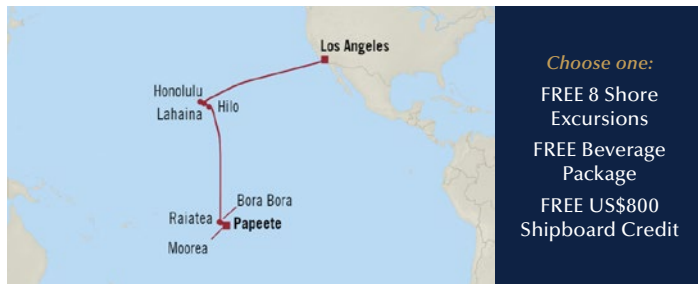 Los Angeles
Honolulu
Lahaina
Hilo
Bora Bora
Raiatea
Papeete
Moorea
Choose one:
FREE 8 Shore
Excursions
FREE Beverage
Package
FREE US$800
Shipboard Credit